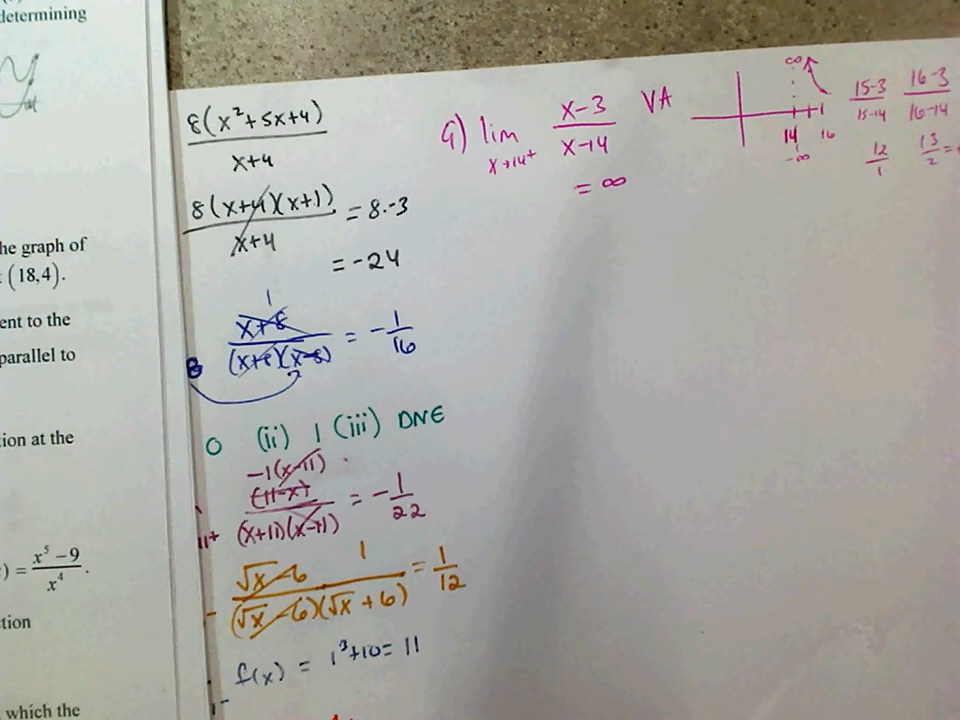 determining
he graph of
(18,4).
ent to the
parallel to
ion at the
) = x⁵ − 9 / x⁴ .
tion
which the
8(x²+5x+4) / x+4
8(x+4)(x+1) / x+4 = 8·-3
= -24
1
x+8 / (x+8)(x-8) = -1/16
0 (ii) 1 (iii) DNE
-1(x-11)
(11-x) / (x+11)(x-11) = -1/22
11+
1
√x-6 / (√x-6)(√x+6) = 1/12
f(x) = 1³+10= 11
9) lim x→14⁺ x-3 / x-14 VA
= ∞
∞
14 16
-∞
15-3 / 15-14 16-3 / 16-14
12/1 13/2 =